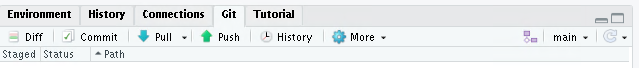 Environment History Connections Git Tutorial
Diff Commit Pull Push History More main
Staged Status Path